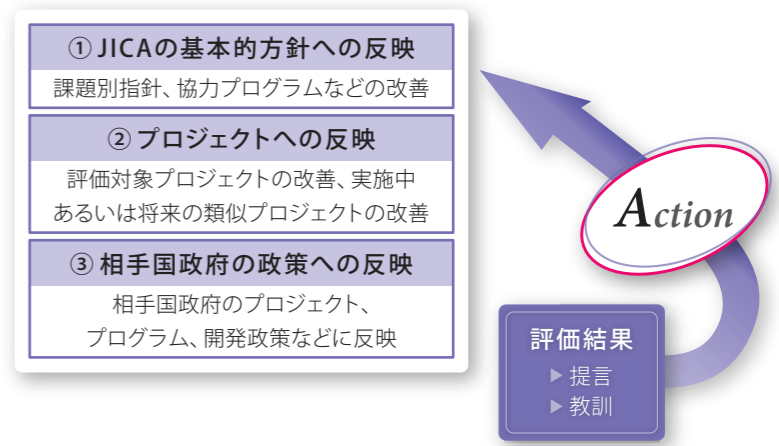 ① JICAの基本的方針への反映
課題別指針、協力プログラムなどの改善
② プロジェクトへの反映
評価対象プロジェクトの改善、実施中
あるいは将来の類似プロジェクトの改善
③ 相手国政府の政策への反映
相手国政府のプロジェクト、
プログラム、開発政策などに反映
Action
評価結果
▶ 提言
▶ 教訓